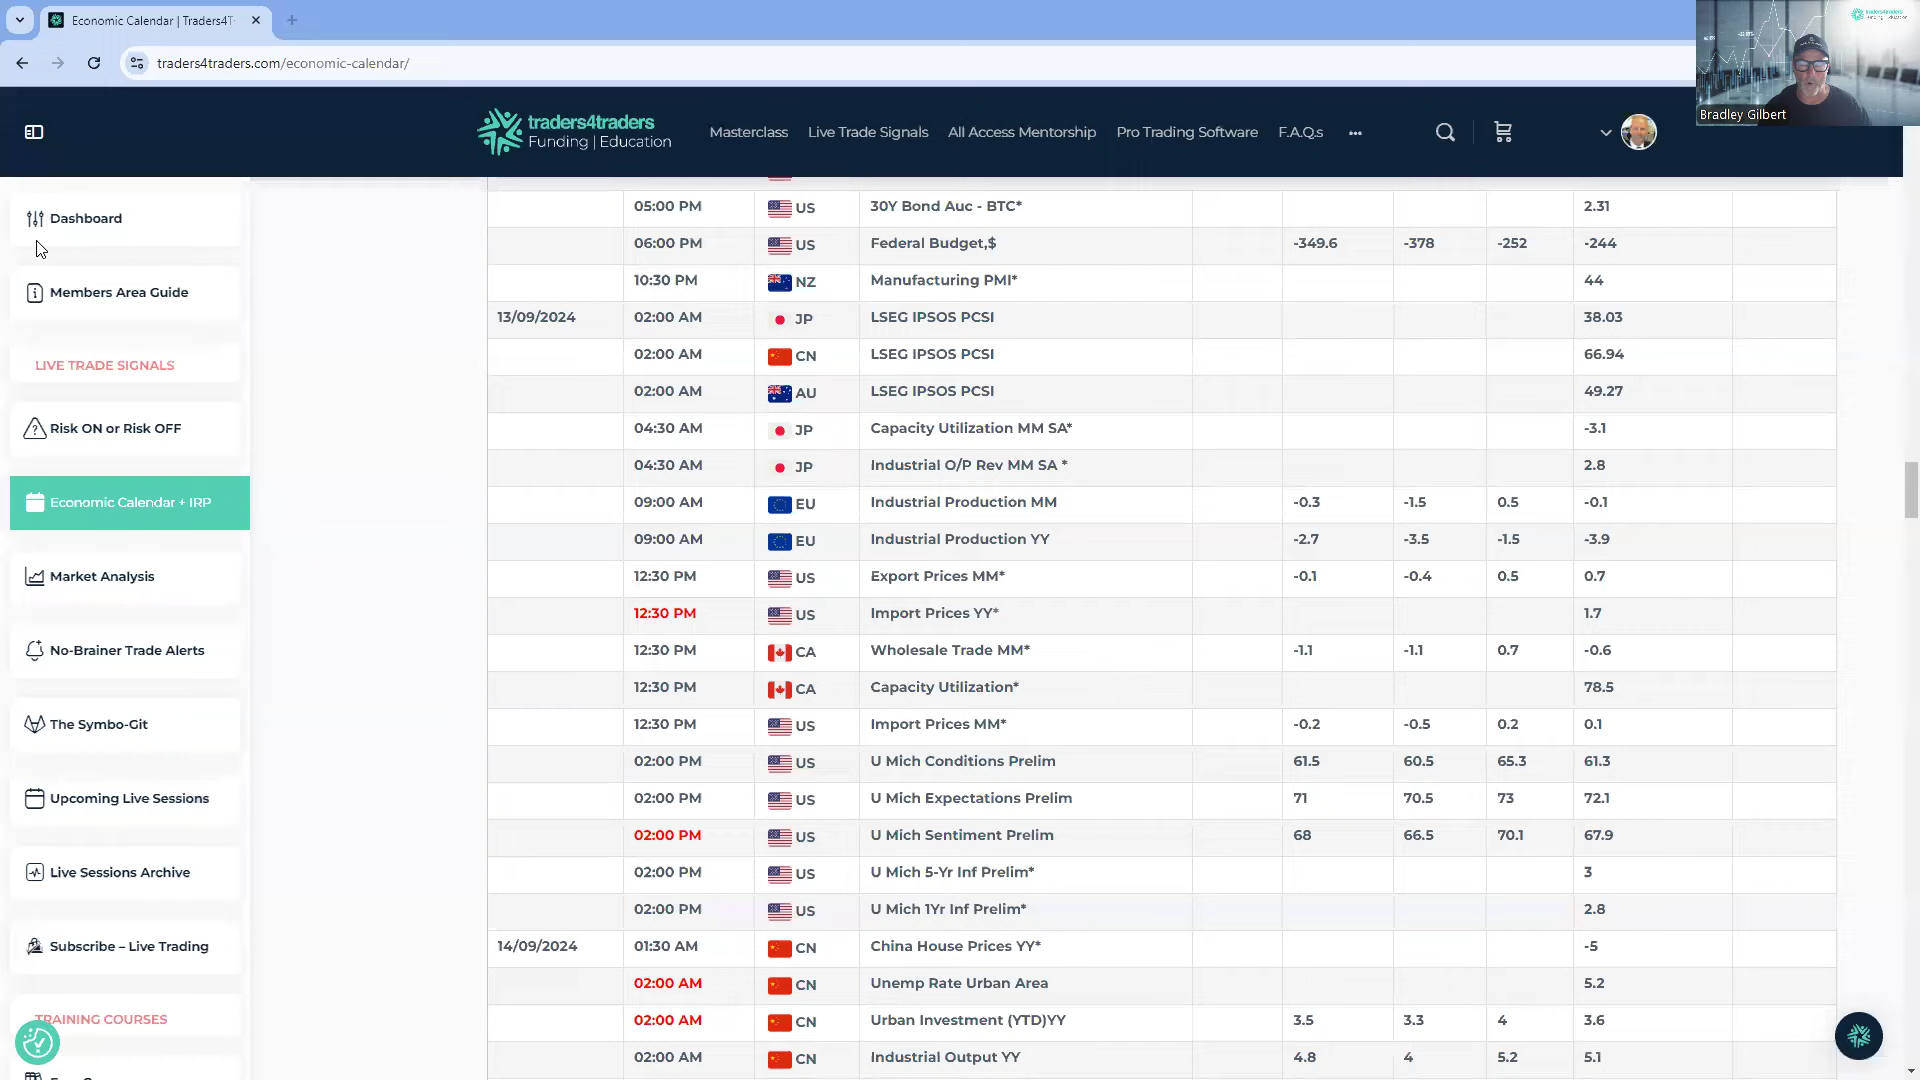 Economic Calendar | Traders4T
traders4traders.com/economic-calendar/
traders4traders
Funding | Education
Masterclass
Live Trade Signals
All Access Mentorship
Pro Trading Software
F.A.Q.s
Bradley Gilbert
Dashboard
Members Area Guide
LIVE TRADE SIGNALS
Risk ON or Risk OFF
Economic Calendar + IRP
Market Analysis
No-Brainer Trade Alerts
The Symbo-Git
Upcoming Live Sessions
Live Sessions Archive
Subscribe – Live Trading
TRAINING COURSES
05:00 PM US 30Y Bond Auc - BTC* 2.31
06:00 PM US Federal Budget,$ -349.6 -378 -252 -244
10:30 PM NZ Manufacturing PMI* 44
13/09/2024 02:00 AM JP LSEG IPSOS PCSI 38.03
02:00 AM CN LSEG IPSOS PCSI 66.94
02:00 AM AU LSEG IPSOS PCSI 49.27
04:30 AM JP Capacity Utilization MM SA* -3.1
04:30 AM JP Industrial O/P Rev MM SA * 2.8
09:00 AM EU Industrial Production MM -0.3 -1.5 0.5 -0.1
09:00 AM EU Industrial Production YY -2.7 -3.5 -1.5 -3.9
12:30 PM US Export Prices MM* -0.1 -0.4 0.5 0.7
12:30 PM US Import Prices YY* 1.7
12:30 PM CA Wholesale Trade MM* -1.1 -1.1 0.7 -0.6
12:30 PM CA Capacity Utilization* 78.5
12:30 PM US Import Prices MM* -0.2 -0.5 0.2 0.1
02:00 PM US U Mich Conditions Prelim 61.5 60.5 65.3 61.3
02:00 PM US U Mich Expectations Prelim 71 70.5 73 72.1
02:00 PM US U Mich Sentiment Prelim 68 66.5 70.1 67.9
02:00 PM US U Mich 5-Yr Inf Prelim* 3
02:00 PM US U Mich 1Yr Inf Prelim* 2.8
14/09/2024 01:30 AM CN China House Prices YY* -5
02:00 AM CN Unemp Rate Urban Area 5.2
02:00 AM CN Urban Investment (YTD)YY 3.5 3.3 4 3.6
02:00 AM CN Industrial Output YY 4.8 4 5.2 5.1